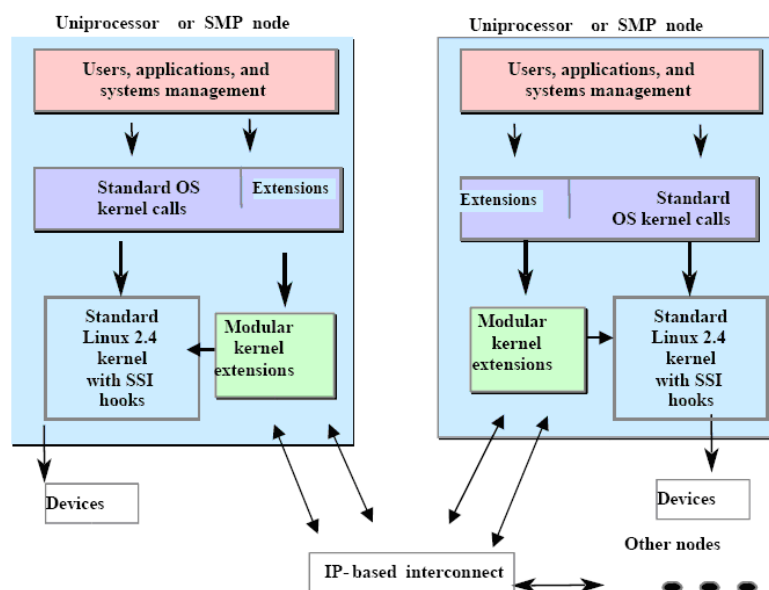 Uniprocessor or SMP node
Users, applications, and
systems management
Standard OS
kernel calls
Extensions
Standard
Linux 2.4
kernel
with SSI
hooks
Modular
kernel
extensions
Devices
Uniprocessor or SMP node
Users, applications, and
systems management
Extensions
Standard
OS kernel calls
Modular
kernel
extensions
Standard
Linux 2.4
kernel
with SSI
hooks
Devices
Other nodes
IP-based interconnect